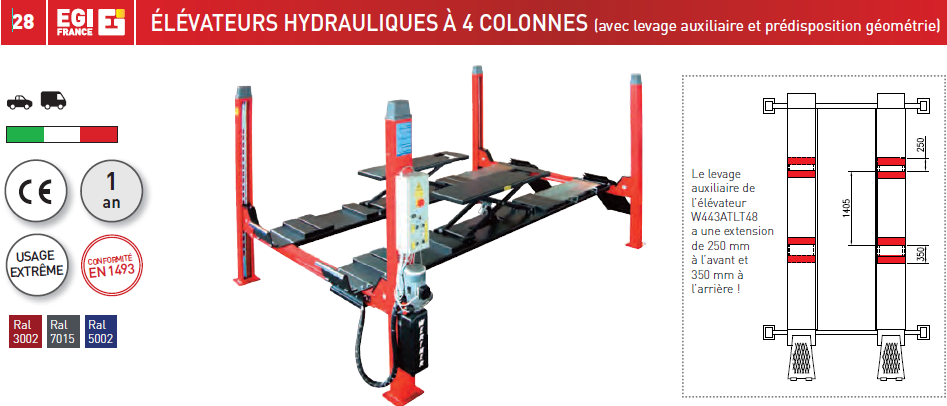 28
EGI
FRANCE
ÉLÉVATEURS HYDRAULIQUES À 4 COLONNES (avec levage auxiliaire et prédisposition géométrie)
CE
1
an
USAGE
EXTRÊME
CONFORMITÉ
EN 1493
Ral
3002
Ral
7015
Ral
5002
WERTHER
Le levage
auxiliaire de
l'élévateur
W443ATLT48
a une extension
de 250 mm
à l'avant et
350 mm à
l'arrière !
250
1405
350